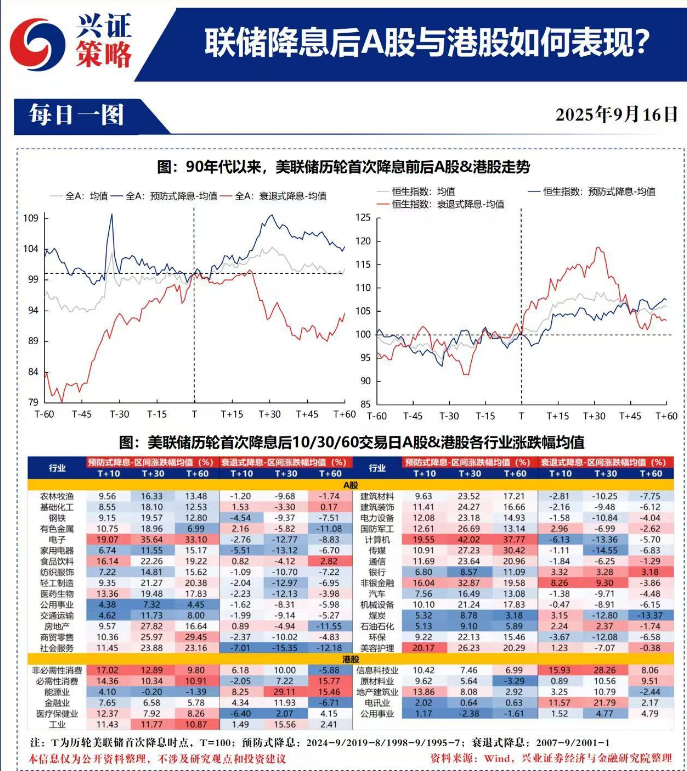 兴证
策略
联储降息后A股与港股如何表现?
每日一图
2025年9月16日
图：90年代以来，美联储历轮首次降息前后A股&港股走势
全A：均值 全A：预防式降息-均值 全A：衰退式降息-均值
恒生指数：均值 恒生指数：预防式降息-均值
恒生指数：衰退式降息-均值
109
104
99
94
89
84
79
T-60 T-45 T-30 T-15 T T+15 T+30 T+45 T+60
125
120
115
110
105
100
95
90
85
T-60 T-45 T-30 T-15 T T+15 T+30 T+45 T+60
图：美联储历轮首次降息后10/30/60交易日A股&港股各行业涨跌幅均值
行业 预防式降息-区间涨跌幅均值（%） 衰退式降息-区间涨跌幅均值（%） 行业 预防式降息-区间涨跌幅均值（%） 衰退式降息-区间涨跌幅均值（%）
T+10 T+30 T+60 T+10 T+30 T+60 T+10 T+30 T+60 T+10 T+30 T+60
A股
农林牧渔 9.56 16.33 13.48 -1.20 -9.68 -1.74 建筑材料 9.63 23.52 17.21 -2.81 -10.25 -7.75
基础化工 8.55 18.10 12.53 1.53 -3.30 0.17 建筑装饰 11.41 24.27 16.66 -2.16 -9.48 -6.12
钢铁 9.15 19.57 12.80 -4.54 -9.37 -7.51 电力设备 12.08 23.18 14.93 -1.58 -10.84 -4.04
有色金属 10.75 18.96 6.99 2.16 -5.82 -11.08 国防军工 12.61 26.69 13.14 2.96 -6.99 -2.62
电子 19.07 35.64 33.10 -2.76 -12.77 -8.83 计算机 19.55 42.02 37.77 -6.13 -13.36 -5.70
家用电器 6.74 11.55 15.17 -5.51 -13.12 -6.70 传媒 10.91 27.23 30.42 -1.11 -14.55 -6.83
食品饮料 16.14 22.26 19.22 0.82 -4.12 2.82 通信 11.69 23.64 20.96 -1.84 -6.25 -1.29
纺织服饰 7.22 14.81 15.62 -1.09 -10.70 -7.22 银行 6.80 8.57 11.09 3.32 3.28 3.18
轻工制造 9.35 21.27 20.38 -2.04 -12.97 -6.95 非银金融 16.04 32.87 19.58 8.26 9.30 -3.86
医药生物 13.36 19.48 17.83 -2.23 -12.13 -3.98 汽车 7.56 16.49 13.08 -1.38 -9.71 -4.48
公用事业 4.38 7.32 4.45 -1.62 -8.31 -5.98 机械设备 10.10 21.24 17.83 -0.47 -8.91 -6.15
交通运输 4.62 11.73 8.00 -1.99 -9.14 -5.27 煤炭 5.32 8.78 3.18 3.15 -12.80 -13.37
房地产 9.57 27.82 16.64 0.89 -4.94 -11.55 石油石化 5.13 9.10 5.89 2.24 2.37 -1.74
商贸零售 10.36 25.97 29.45 -2.37 -10.02 -4.83 环保 9.22 22.13 15.46 -3.67 -12.08 -6.58
社会服务 11.45 23.88 23.16 -7.01 -15.35 -12.18 美容护理 20.17 26.23 20.29 1.23 -7.07 -0.38
港股
非必需性消费 17.02 12.89 9.80 6.18 10.00 -5.88 信息科技业 10.42 7.46 6.99 15.93 28.26 8.06
必需性消费 14.36 10.34 10.91 -2.05 7.22 15.77 原材料业 9.62 5.64 -3.29 0.89 10.56 9.51
能源业 4.10 -0.20 -1.39 8.25 29.11 15.46 地产建筑业 13.86 8.08 2.92 3.25 10.79 -2.44
金融业 7.65 6.58 5.78 4.34 11.93 -6.71 电讯业 2.02 0.64 0.63 11.57 21.79 2.17
医疗保健业 12.37 7.92 8.26 -6.40 2.07 4.15 公用事业 1.17 -2.38 -1.61 1.52 4.77 4.79
工业 11.43 11.77 10.87 1.49 15.56 2.41
注：T为历轮美联储首次降息时点，T=100；预防式降息：2024-9/2019-8/1998-9/1995-7；衰退式降息：2007-9/2001-1
本信息仅为公开资料整理，不涉及研究观点和投资建议 资料来源：Wind，兴业证券经济与金融研究院整理